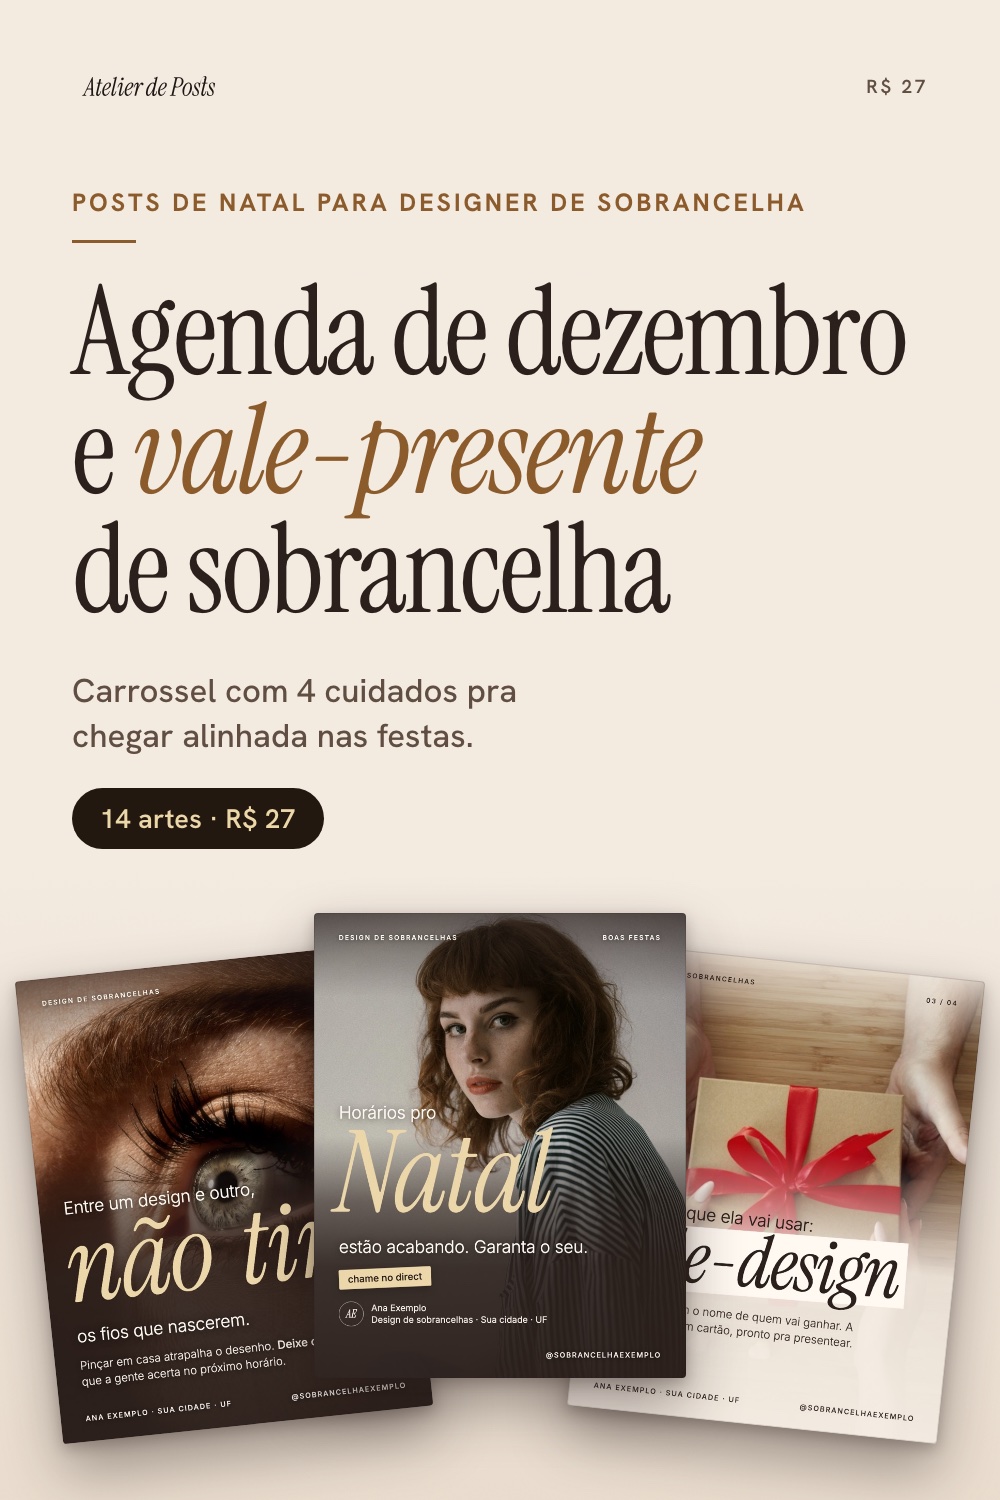 Atelier de Posts
R$ 27
POSTS DE NATAL PARA DESIGNER DE SOBRANCELHA
Agenda de dezembro
e vale-presente
de sobrancelha
Carrossel com 4 cuidados pra
chegar alinhada nas festas.
14 artes · R$ 27
DESIGN DE SOBRANCELHAS
Entre um design e outro,
não
os fios que nascerem.
Pinçar em casa atrapalha o desenho. Deixe
que a gente acerta no próximo horário.
ANA EXEMPLO · SUA CIDADE · UF
@SOBRANCELHAEXEMPLO
DESIGN DE SOBRANCELHAS
BOAS FESTAS
Horários pro
Natal
estão acabando. Garanta o seu.
chame no direct
AE
Ana Exemplo
Design de sobrancelhas · Sua cidade · UF
@SOBRANCELHAEXEMPLO
SOBRANCELHAS
03 / 04
que ela vai usar:
e-design
o nome de quem vai ganhar. A
cartão, pronto pra presentear.
ANA EXEMPLO · SUA CIDADE · UF
@SOBRANCELHAEXEMPLO